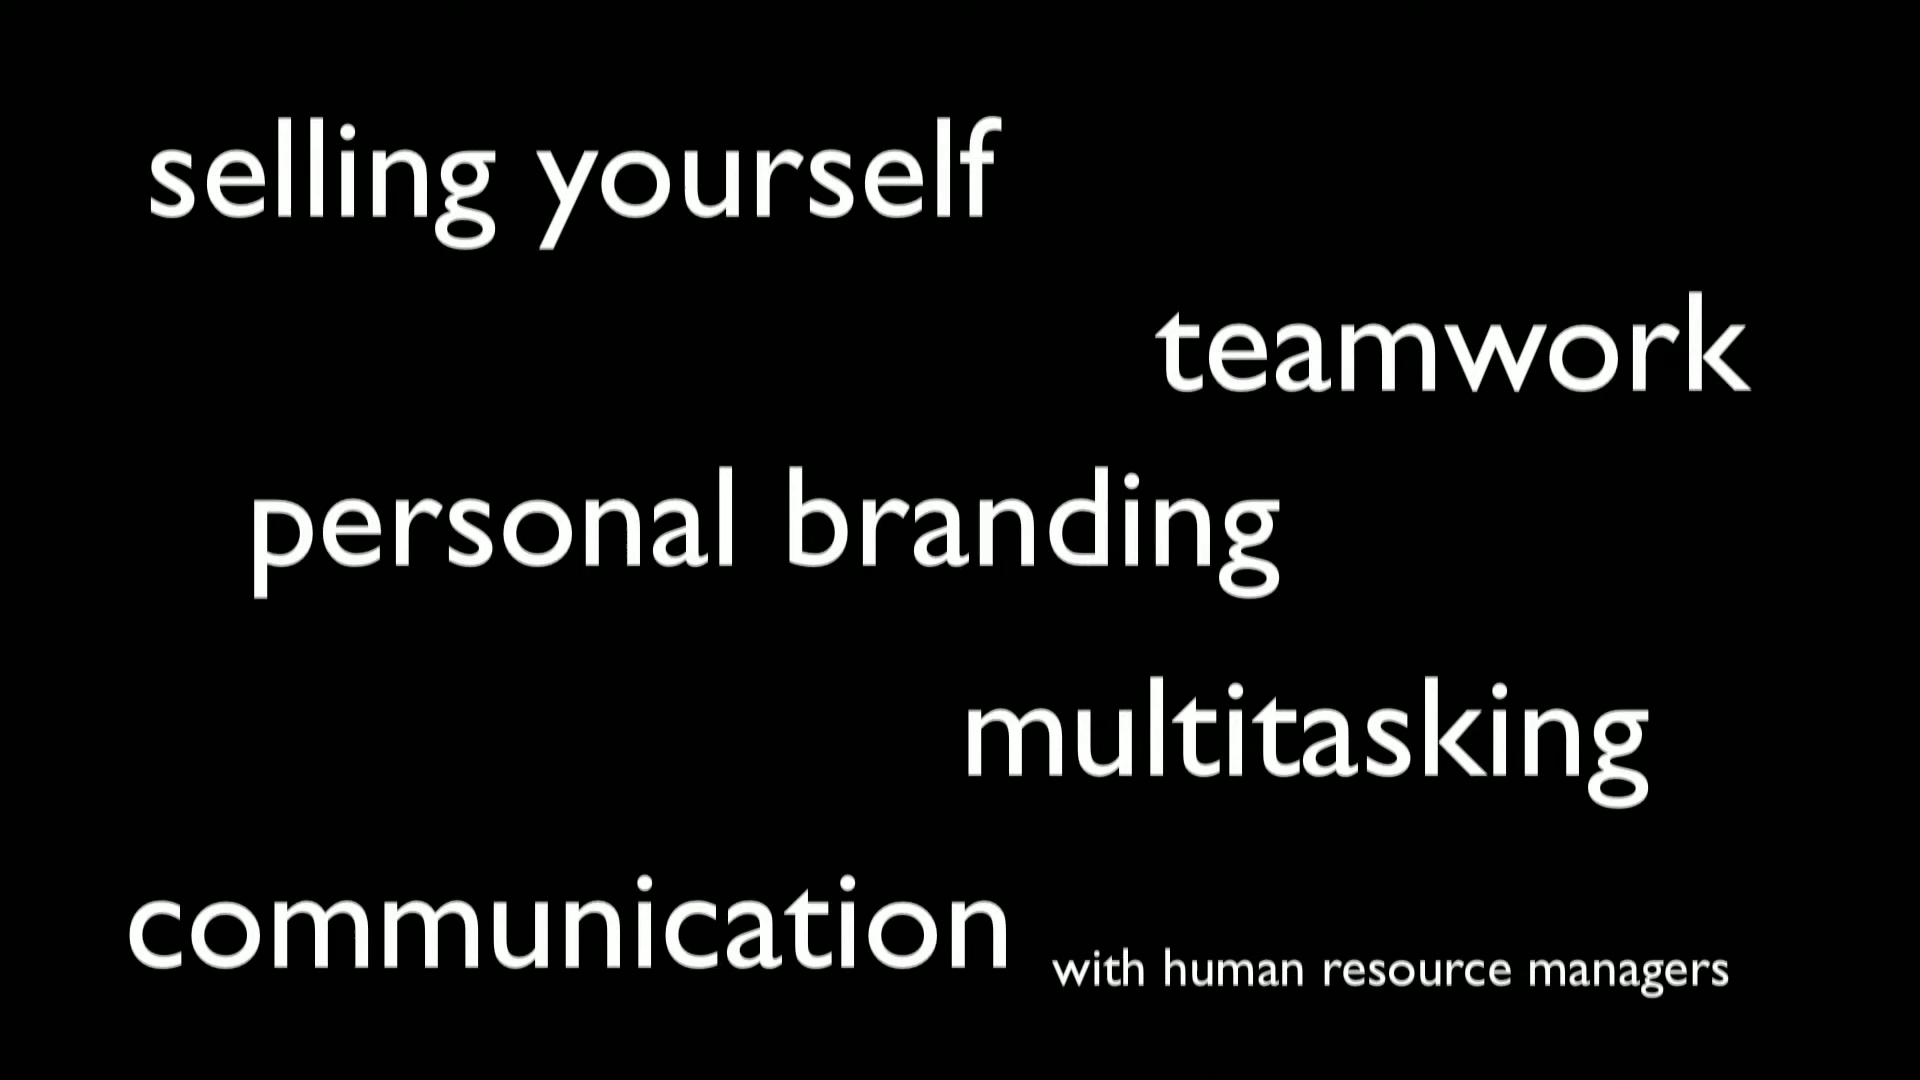 selling yourself
teamwork
personal branding
multitasking
communication with human resource managers